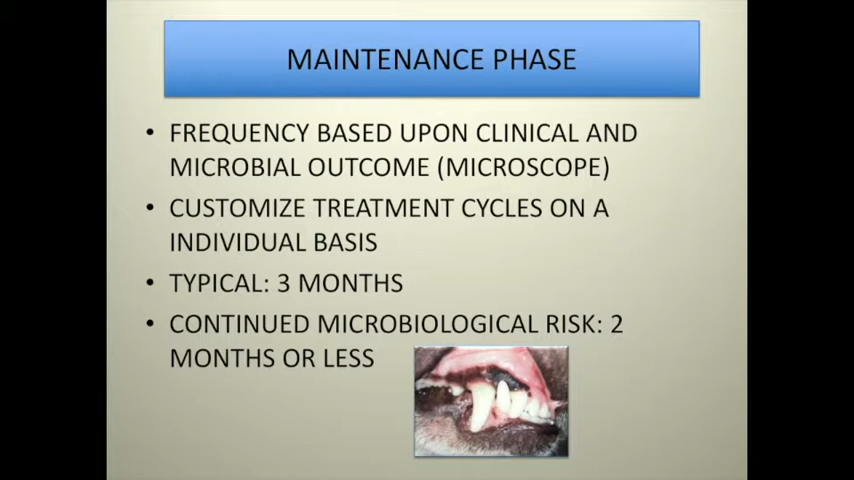 MAINTENANCE PHASE
• FREQUENCY BASED UPON CLINICAL AND
MICROBIAL OUTCOME (MICROSCOPE)
• CUSTOMIZE TREATMENT CYCLES ON A
INDIVIDUAL BASIS
• TYPICAL: 3 MONTHS
• CONTINUED MICROBIOLOGICAL RISK: 2
MONTHS OR LESS